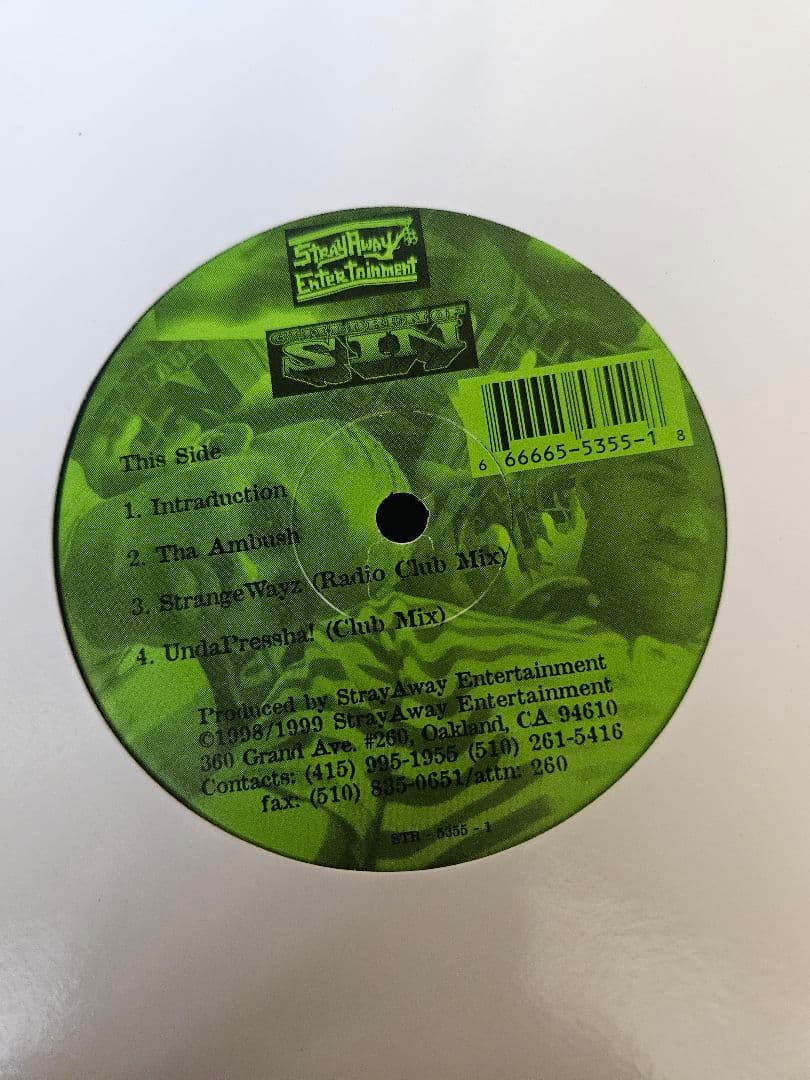 StrayAway
Entertainment
CHILDREN OF
SIN
6 66665-5355-1 8
This Side
1. Intraduction
2. Tha Ambush
3. StrangeWayz (Radio Club Mix)
4. UndaPressha! (Club Mix)
Produced by StrayAway Entertainment
©1998/1999 StrayAway Entertainment
360 Grand Ave. #260, Oakland, CA 94610
Contacts: (415) 995-1955 (510) 261-5416
fax: (510) 835-0651/attn: 260
STR - 5355 - 1